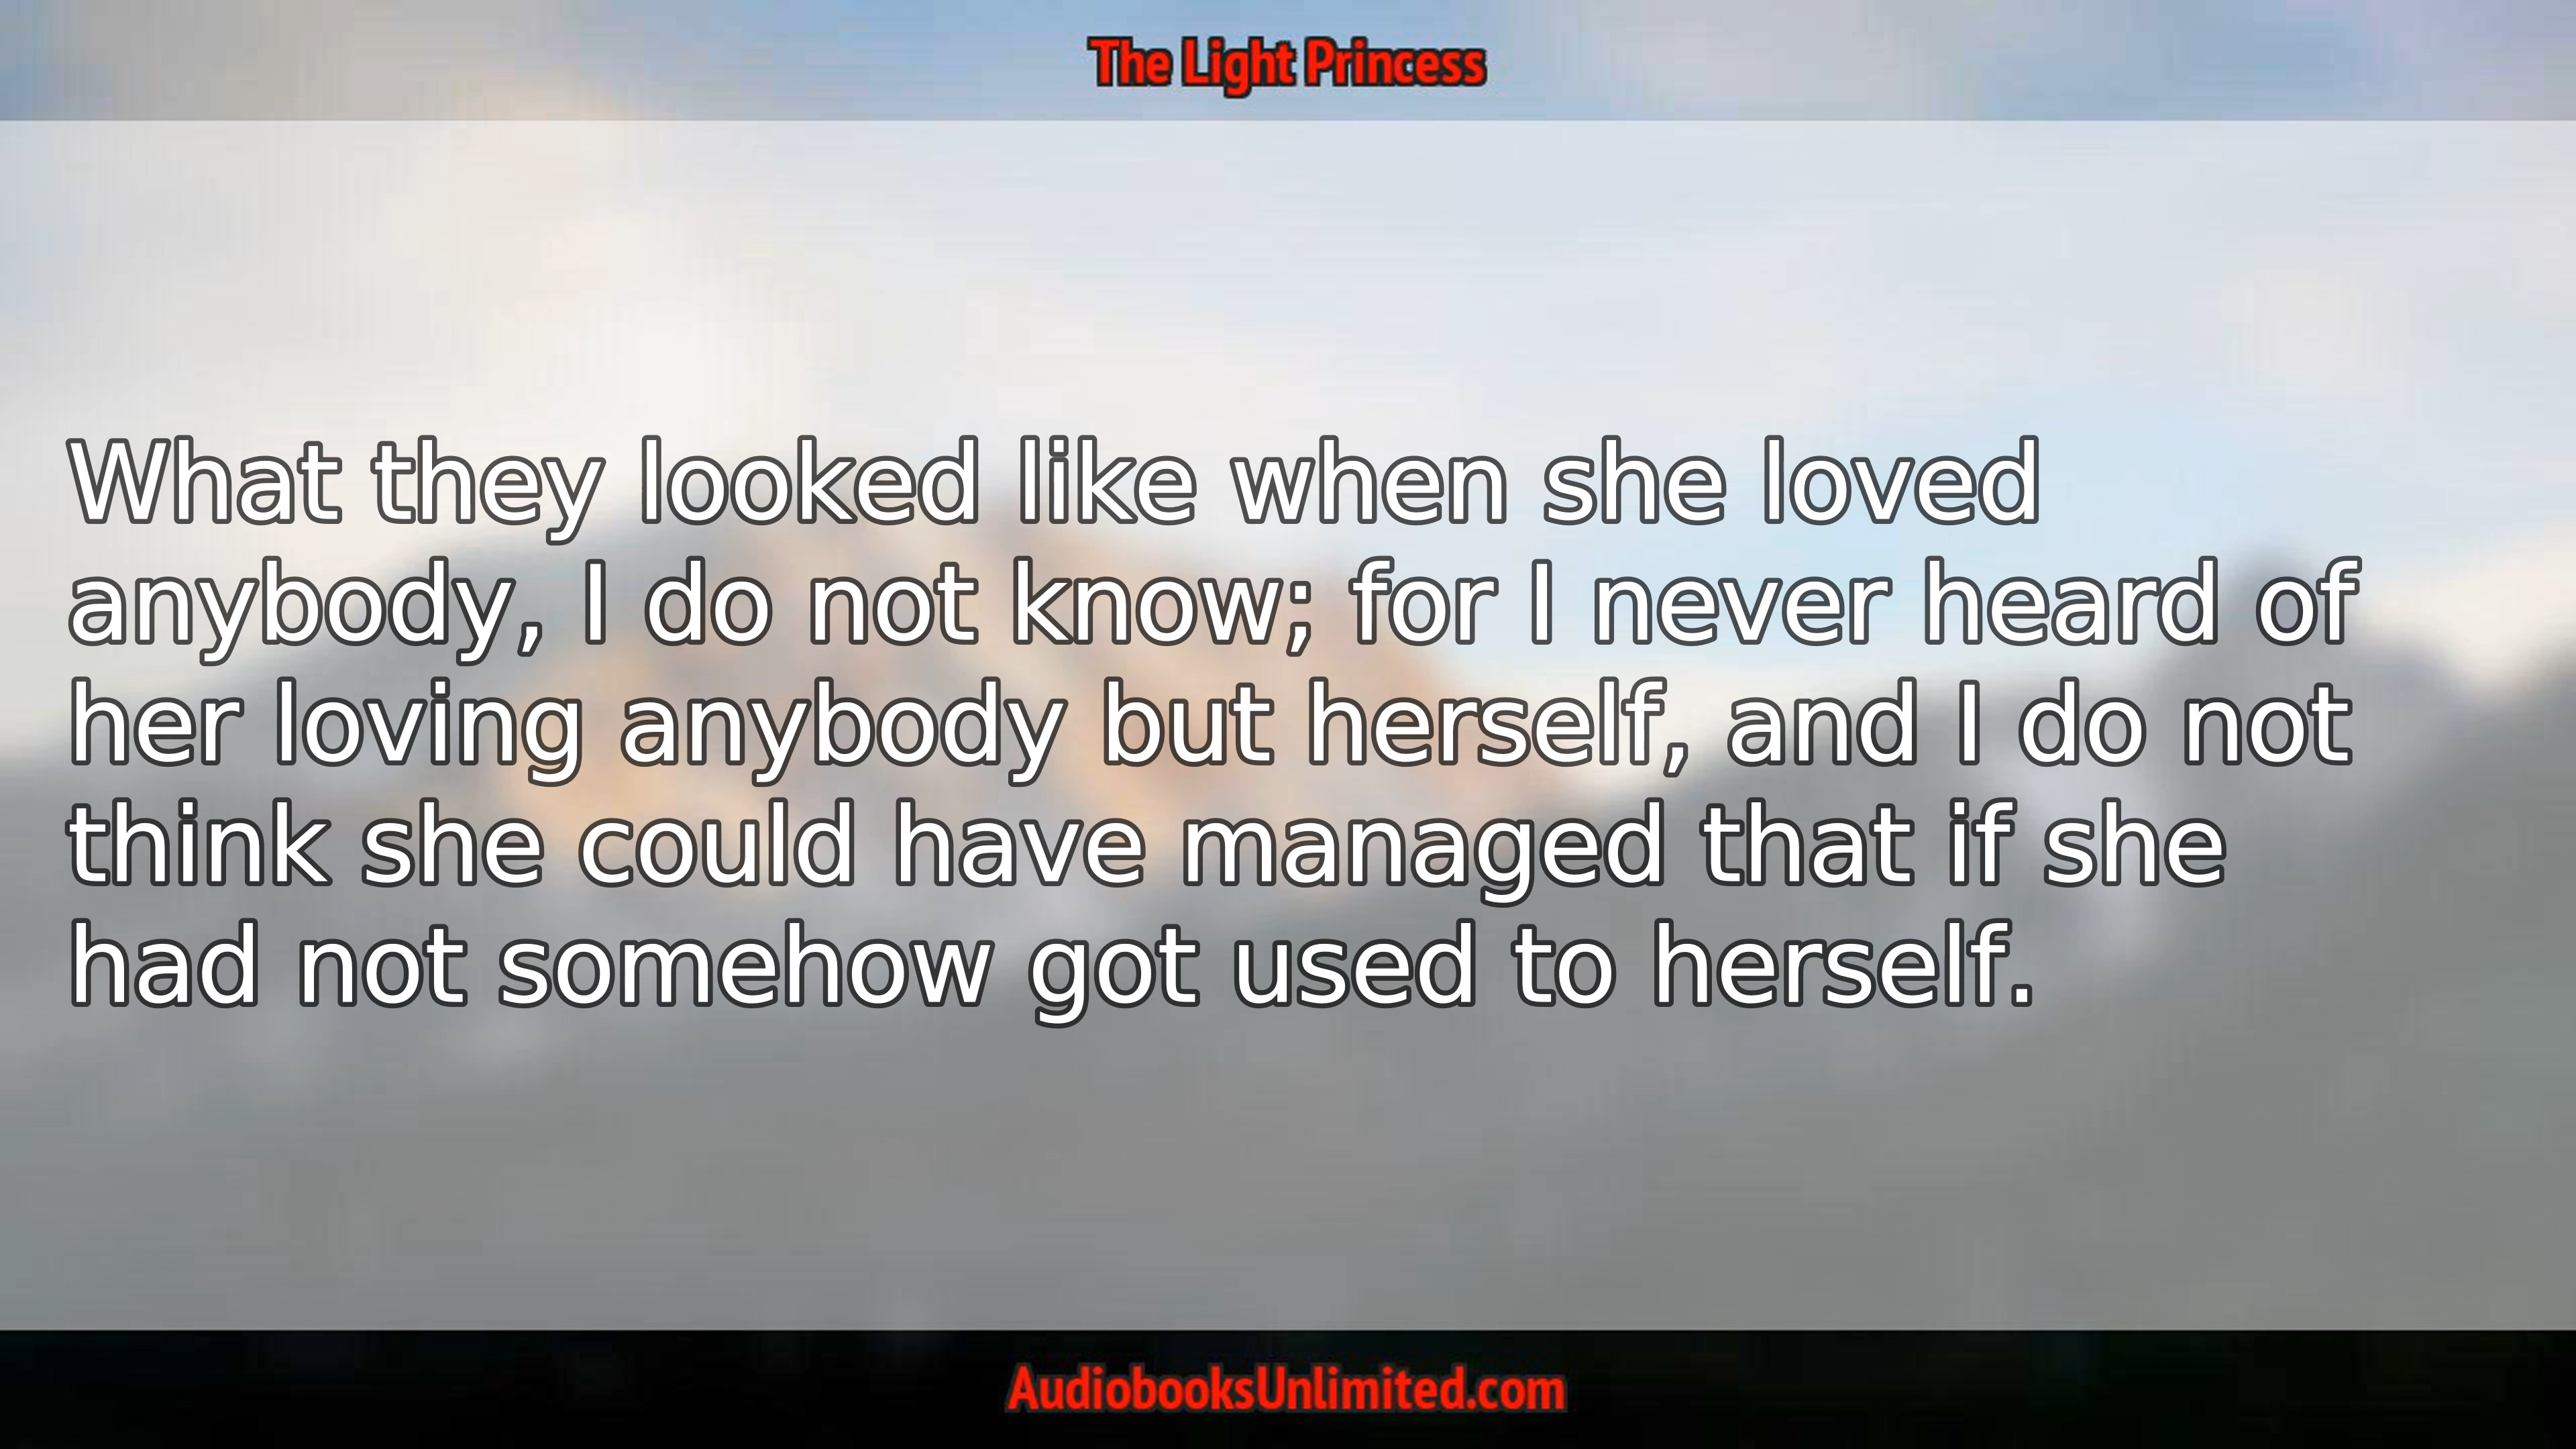 The Light Princess
What they looked like when she loved
anybody, I do not know; for I never heard of
her loving anybody but herself, and I do not
think she could have managed that if she
had not somehow got used to herself.
AudiobooksUnlimited.com